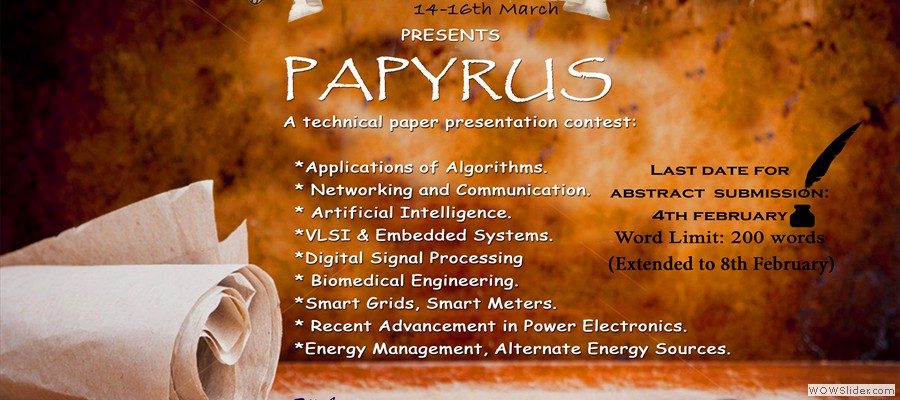 14-16th March
PRESENTS
PAPYRUS
A technical paper presentation contest:
*Applications of Algorithms.
* Networking and Communication.
* Artificial Intelligence.
*VLSI & Embedded Systems.
*Digital Signal Processing
* Biomedical Engineering.
*Smart Grids, Smart Meters.
* Recent Advancement in Power Electronics.
*Energy Management, Alternate Energy Sources.
Last date for
abstract submission:
4th february
Word Limit: 200 words
(Extended to 8th February)
WOWSlider.com